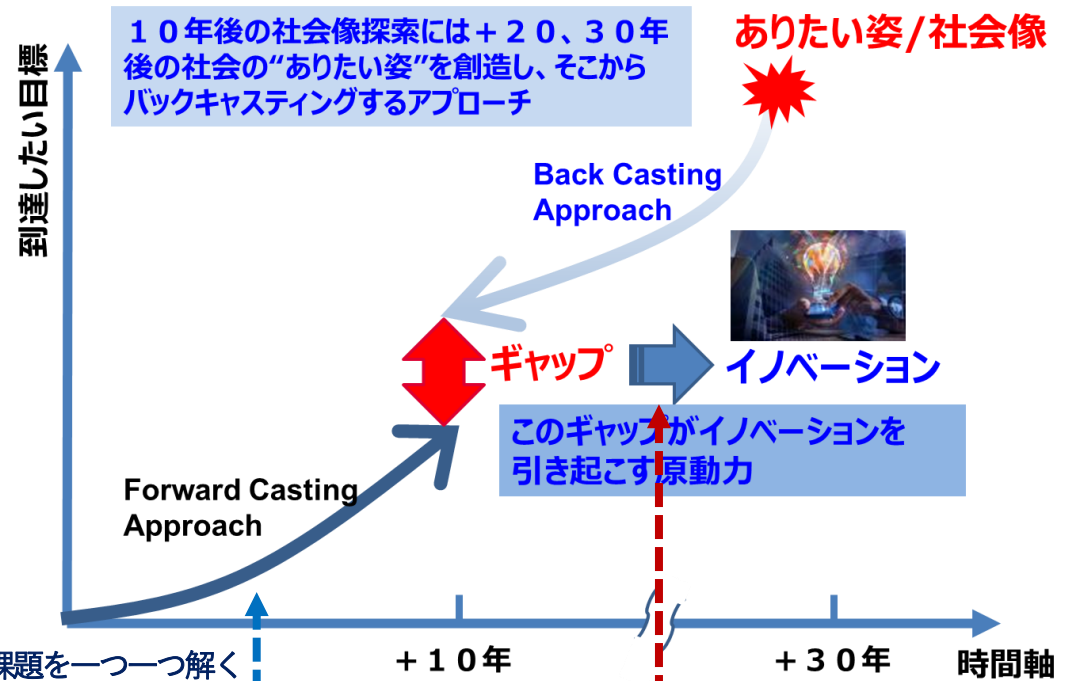 １０年後の社会像探索には＋２０、３０年
後の社会の“ありたい姿”を創造し、そこから
バックキャスティングするアプローチ
ありたい姿/社会像
到達したい目標
Back Casting
Approach
ギャップ
イノベーション
このギャップがイノベーションを
引き起こす原動力
Forward Casting
Approach
課題を一つ一つ解く
＋１０年
＋３０年
時間軸